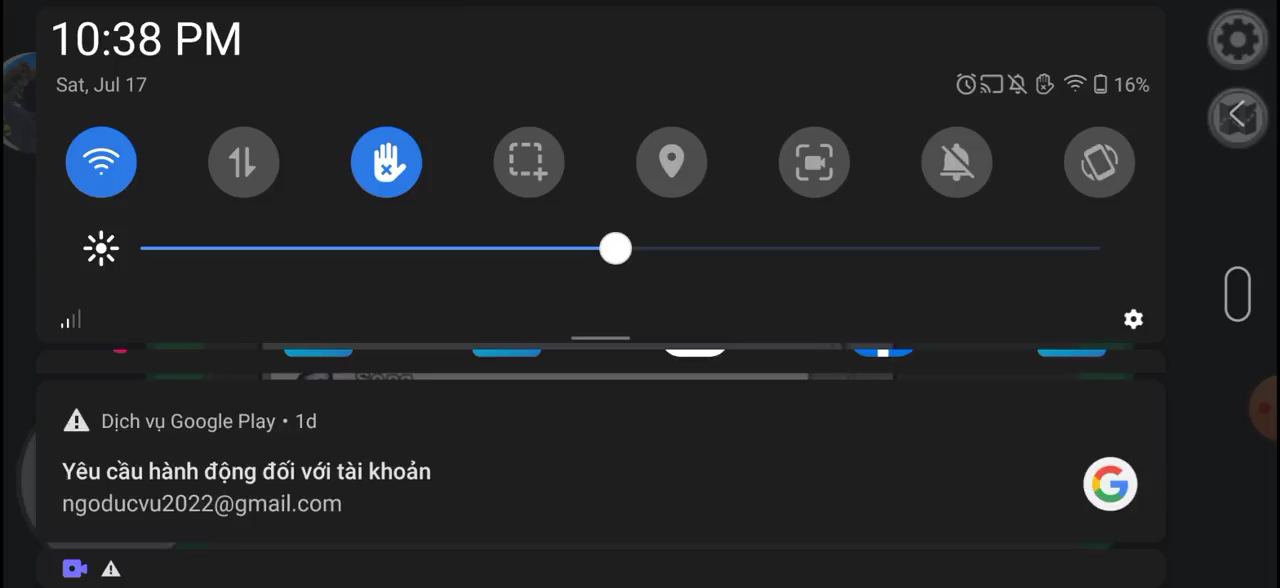 10:38 PM
Sat, Jul 17
16%
Dịch vụ Google Play • 1d
Yêu cầu hành động đối với tài khoản
ngoducvu2022@gmail.com